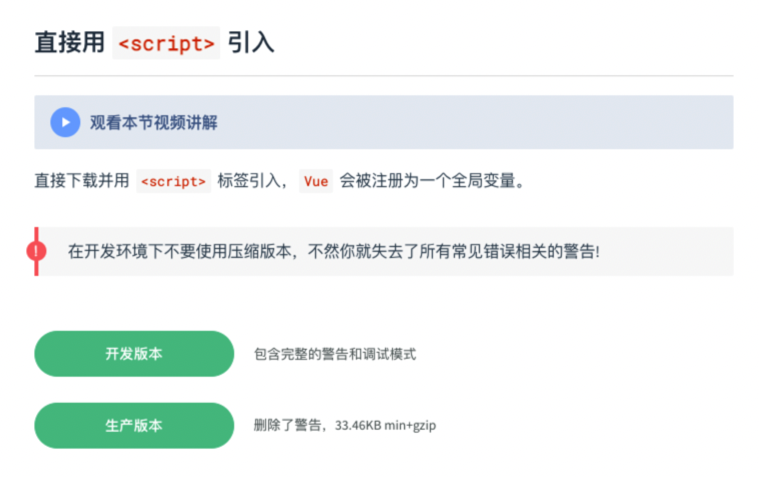 直接用 <script> 引入
观看本节视频讲解
直接下载并用 <script> 标签引入，Vue 会被注册为一个全局变量。
!
在开发环境下不要使用压缩版本，不然你就失去了所有常见错误相关的警告!
开发版本 包含完整的警告和调试模式
生产版本 删除了警告，33.46KB min+gzip